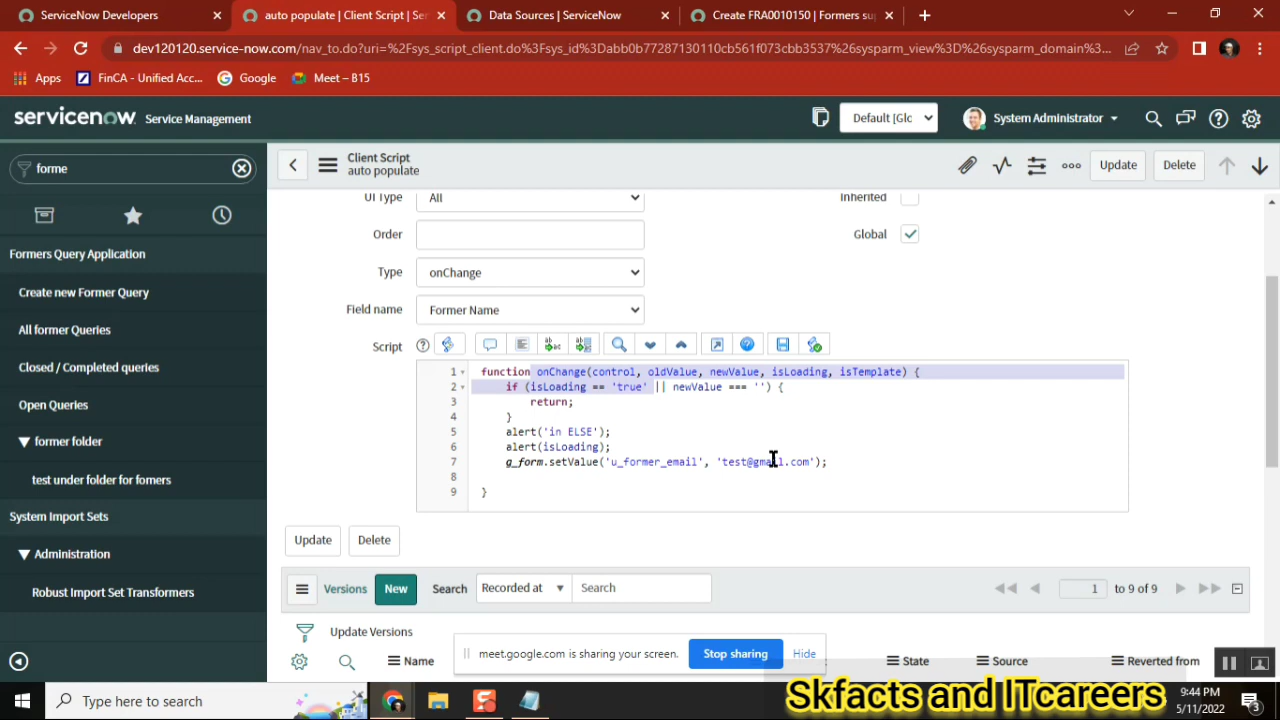 ServiceNow Developers
auto populate | Client Script | Ser
Data Sources | ServiceNow
Create FRA0010150 | Formers sup
dev120120.service-now.com/nav_to.do?uri=%2Fsys_script_client.do%3Fsys_id%3Dabb0b77287130110cb561f073cbb3537%26sysparm_view%3D%26sysparm_domain%3...
Apps
FinCA - Unified Acc...
Google
Meet – B15
servicenow Service Management
Default [Glc
System Administrator
forme
Client Script
auto populate
Update
Delete
UI Type
All
Inherited
Order
Global
Type
onChange
Field name
Former Name
Script
1 function onChange(control, oldValue, newValue, isLoading, isTemplate) {
2 if (isLoading == 'true' || newValue === '') {
3 return;
4 }
5 alert('in ELSE');
6 alert(isLoading);
7 g_form.setValue('u_former_email', 'test@gmail.com');
8
9 }
Update
Delete
Formers Query Application
Create new Former Query
All former Queries
Closed / Completed queries
Open Queries
former folder
test under folder for fomers
System Import Sets
Administration
Robust Import Set Transformers
Versions
New
Search
Recorded at
Search
1
to 9 of 9
Update Versions
Name
State
Source
Reverted from
meet.google.com is sharing your screen.
Stop sharing
Hide
Skfacts and ITcareers
Type here to search
9:44 PM
5/11/2022
3